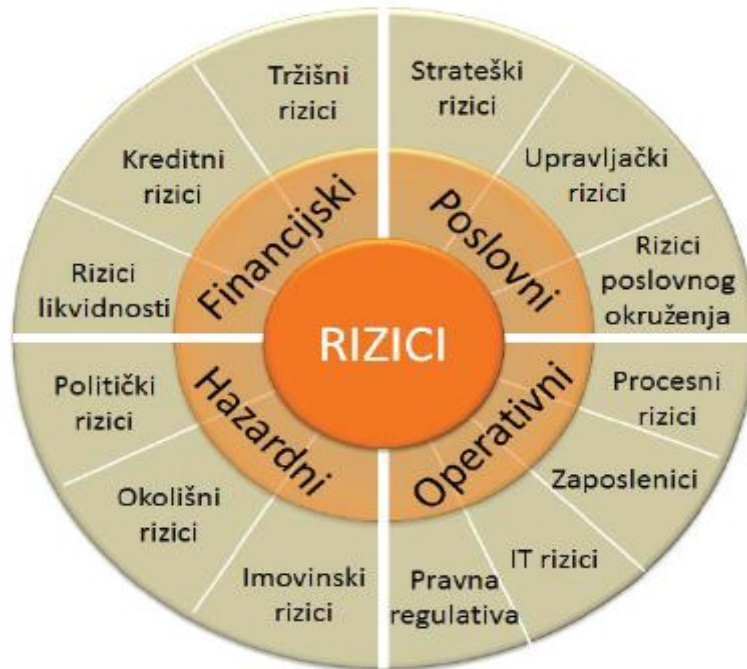 Tržišni
rizici
Strateški
rizici
Kreditni
rizici
Upravljački
rizici
Rizici
likvidnosti
Rizici
poslovnog
okruženja
Financijski
Poslovni
RIZICI
Hazardni
Operativni
Politički
rizici
Procesni
rizici
Okolišni
rizici
Zaposlenici
Imovinski
rizici
Pravna
regulativa
IT rizici